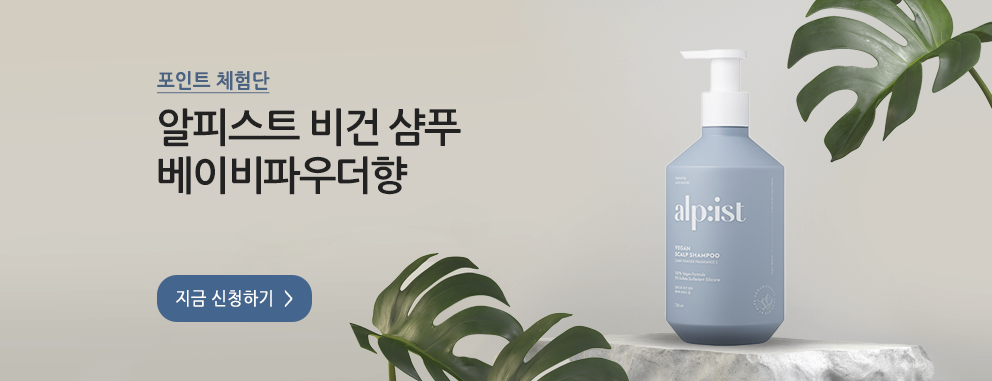 포인트 체험단
알피스트 비건 샴푸
베이비파우더향
지금 신청하기
alp:ist
VEGAN
SCALP SHAMPOO